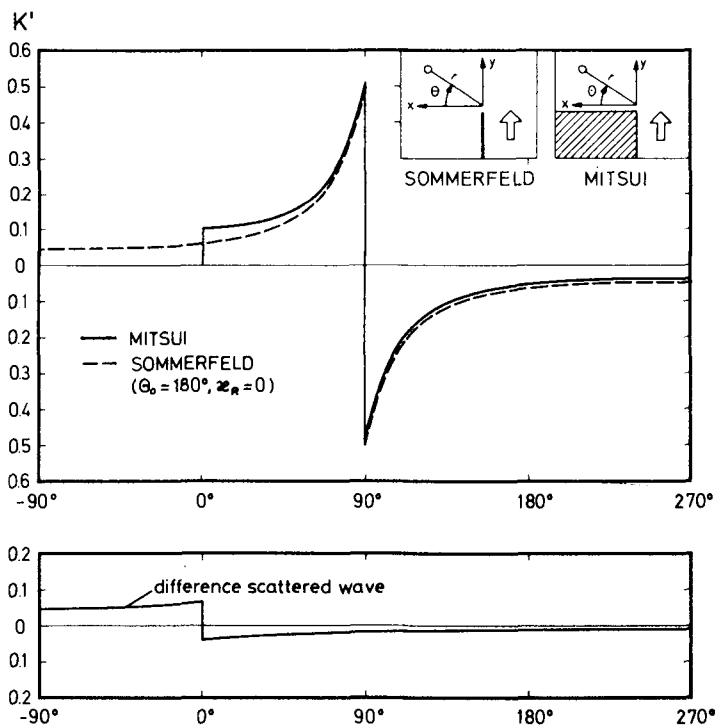 K'
0.6
0.5
0.4
0.3
0.2
0.1
0
0.1
0.2
0.3
0.4
0.5
0.6
-90° 0° 90° 180° 270°
y
r
θ
x
SOMMERFELD
y
r
θ
x
MITSUI
MITSUI
SOMMERFELD
(θ₀ = 180°, ϰ_R = 0)
0.2
0.1
0
0.1
0.2
difference scattered wave
-90° 0° 90° 180° 270°